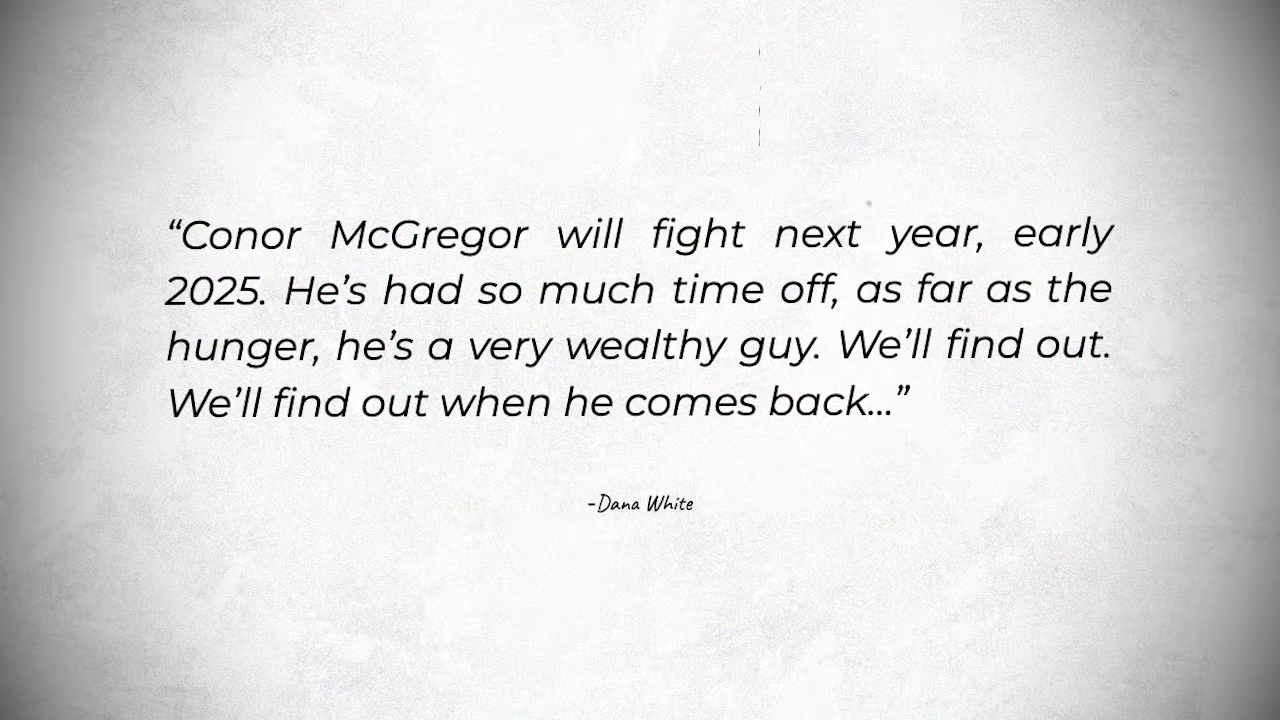 “Conor McGregor will fight next year, early
2025. He’s had so much time off, as far as the
hunger, he’s a very wealthy guy. We’ll find out.
We’ll find out when he comes back...”
-Dana White